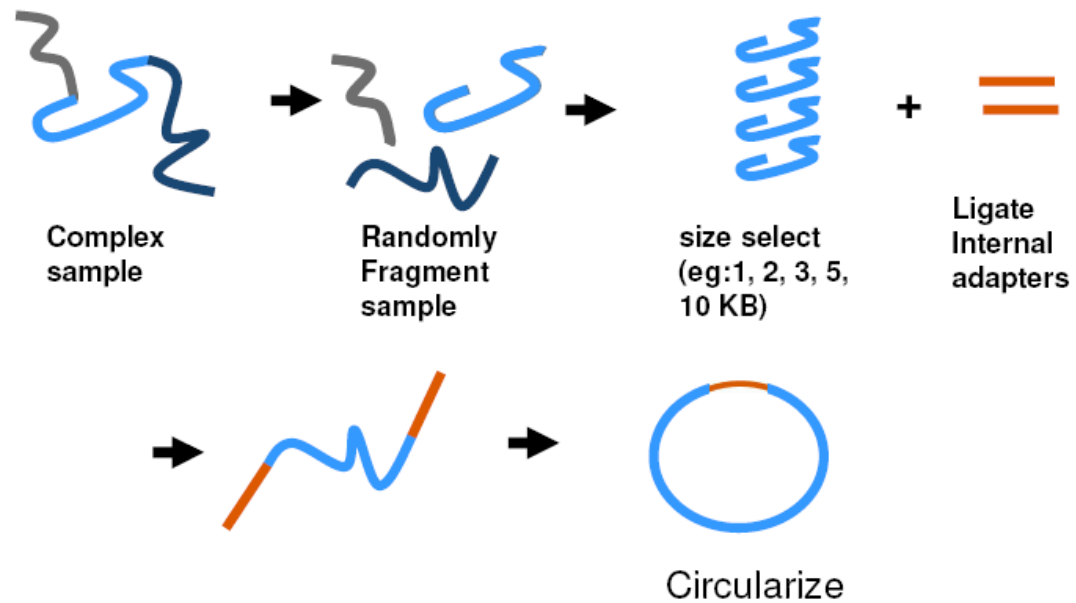 Complex
sample
Randomly
Fragment
sample
size select
(eg:1, 2, 3, 5,
10 KB)
+
Ligate
Internal
adapters
Circularize